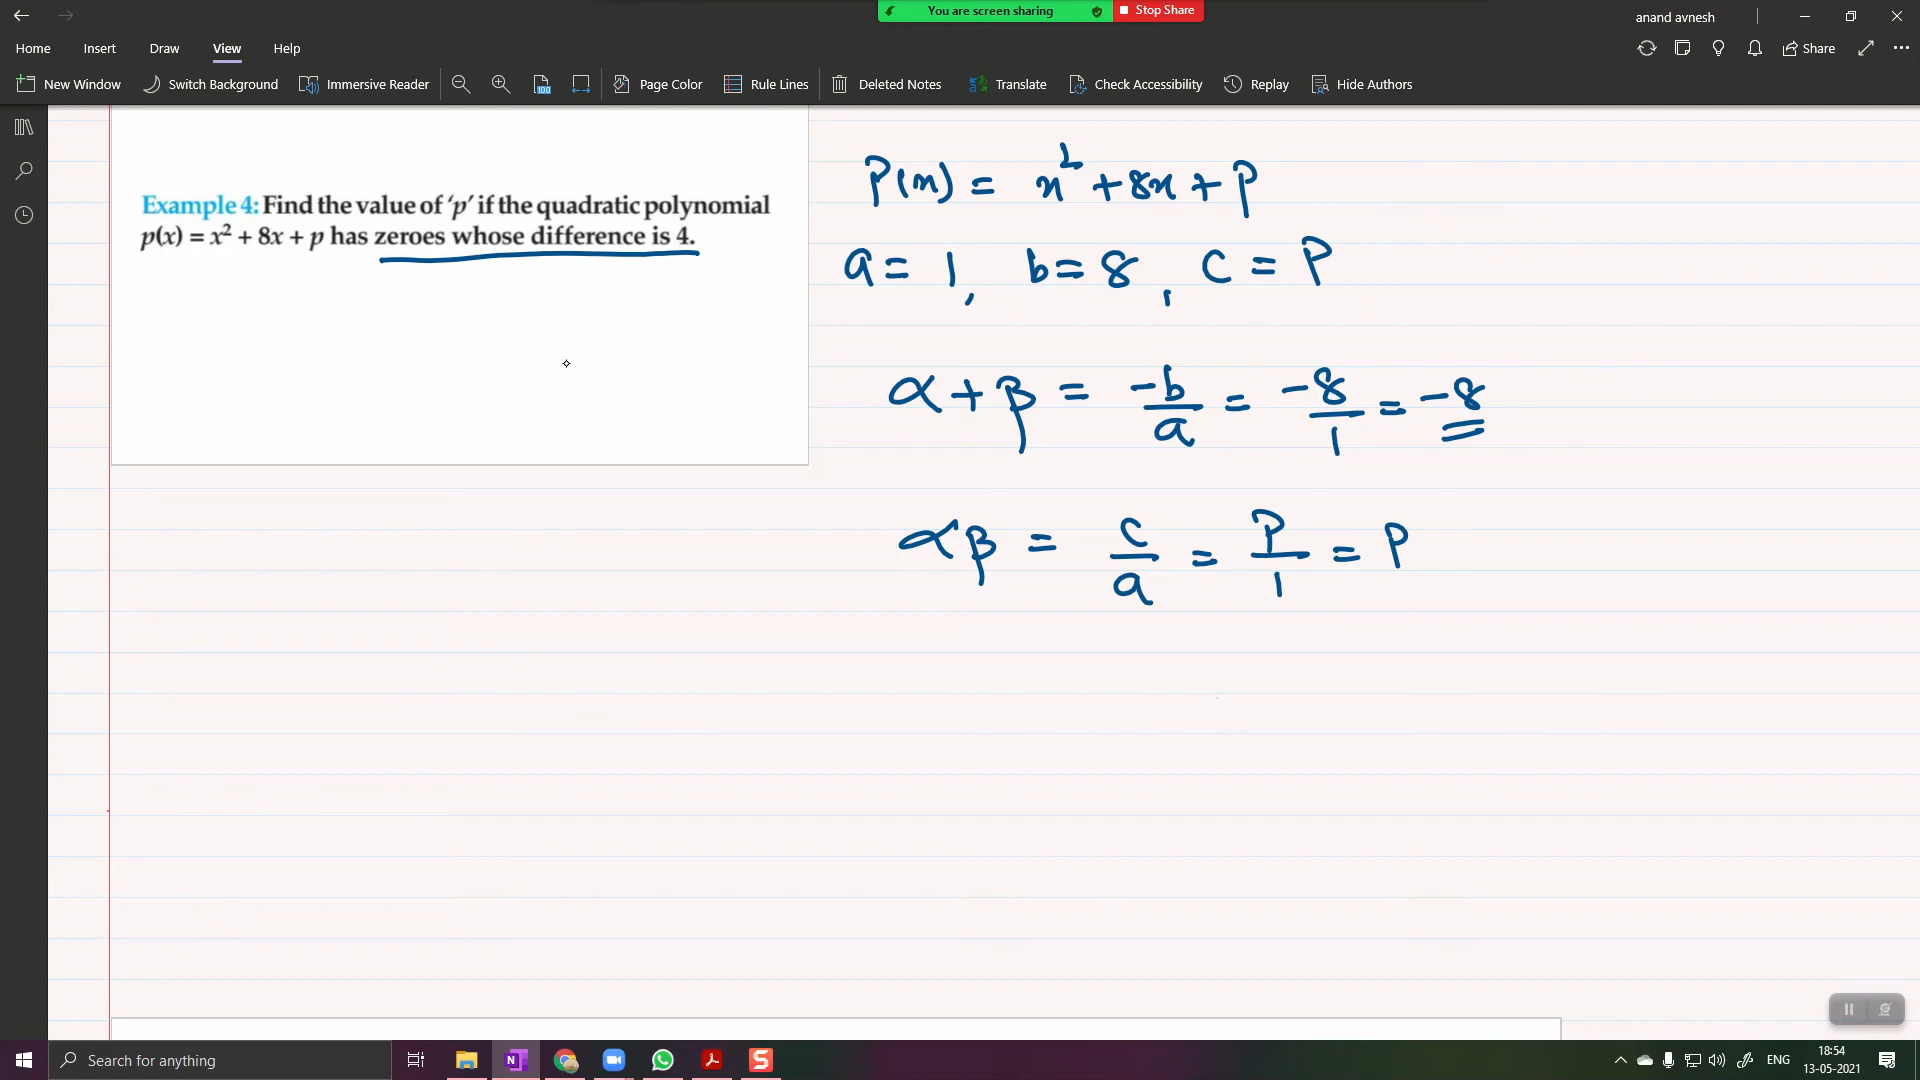 You are screen sharing
Stop Share
anand avnesh
Home Insert Draw View Help
Share
New Window Switch Background Immersive Reader 100 Page Color Rule Lines Deleted Notes Translate Check Accessibility Replay Hide Authors
Example 4: Find the value of ‘p’ if the quadratic polynomial
p(x) = x² + 8x + p has zeroes whose difference is 4.
P(x) = x² + 8x + P
a = 1, b = 8, c = P
α + β = -b/a = -8/1 = -8
αβ = c/a = P/1 = P
Search for anything
ENG
18:54
13-05-2021